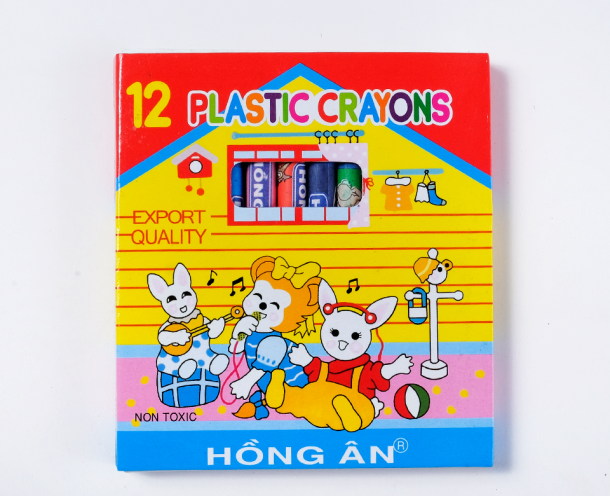 12 PLASTIC CRAYONS
EXPORT
QUALITY
NON TOXIC
HỒNG ÂN®